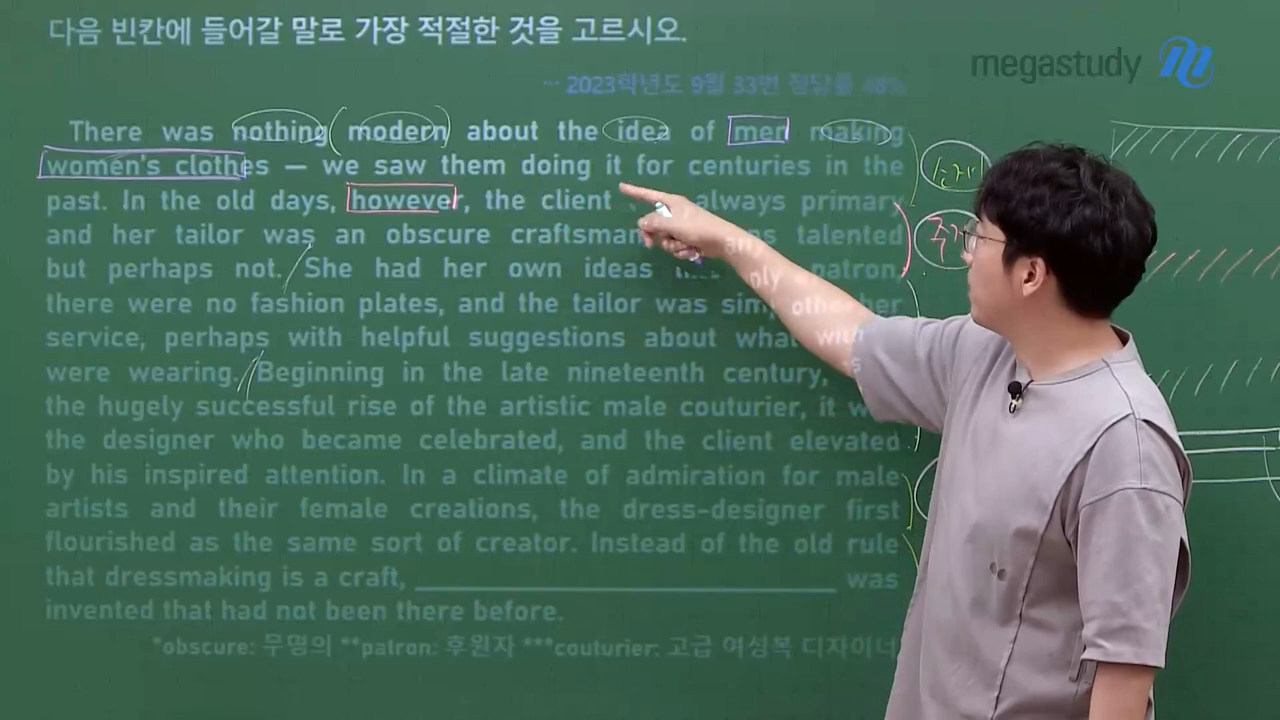 다음 빈칸에 들어갈 말로 가장 적절한 것을 고르시오.
megastudy
··· 2023학년도 9월 33번 정답률 48%
There was nothing modern about the idea of men making
women's clothes — we saw them doing it for centuries in the
past. In the old days, however, the client always primary
and her tailor was an obscure craftsman, talented
but perhaps not. She had her own ideas patron,
there were no fashion plates, and the tailor was simply her
service, perhaps with helpful suggestions about what others
were wearing. Beginning in the late nineteenth century, with
the hugely successful rise of the artistic male couturier, it was
the designer who became celebrated, and the client elevated
by his inspired attention. In a climate of admiration for male
artists and their female creations, the dress-designer first
flourished as the same sort of creator. Instead of the old rule
that dressmaking is a craft, was
invented that had not been there before.
*obscure: 무명의 **patron: 후원자 ***couturier: 고급 여성복 디자이너
소재